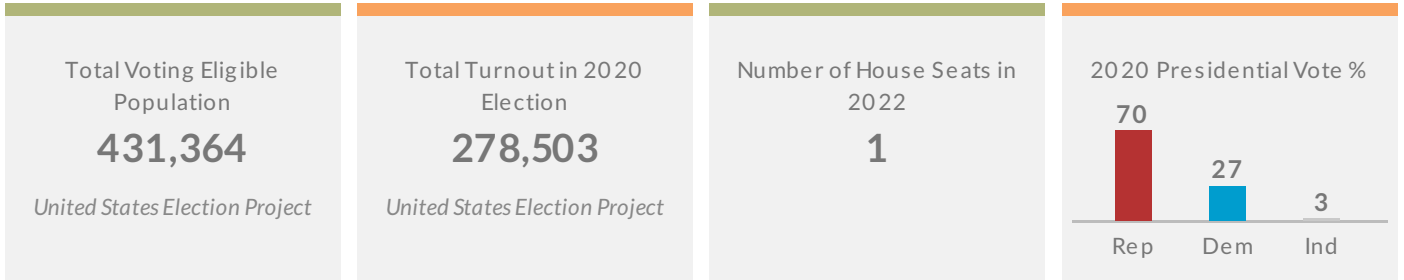 Total Voting Eligible
Population
431,364
United States Election Project
Total Turnout in 2020
Election
278,503
United States Election Project
Number of House Seats in
2022
1
2020 Presidential Vote %
70
27
3
Rep Dem Ind